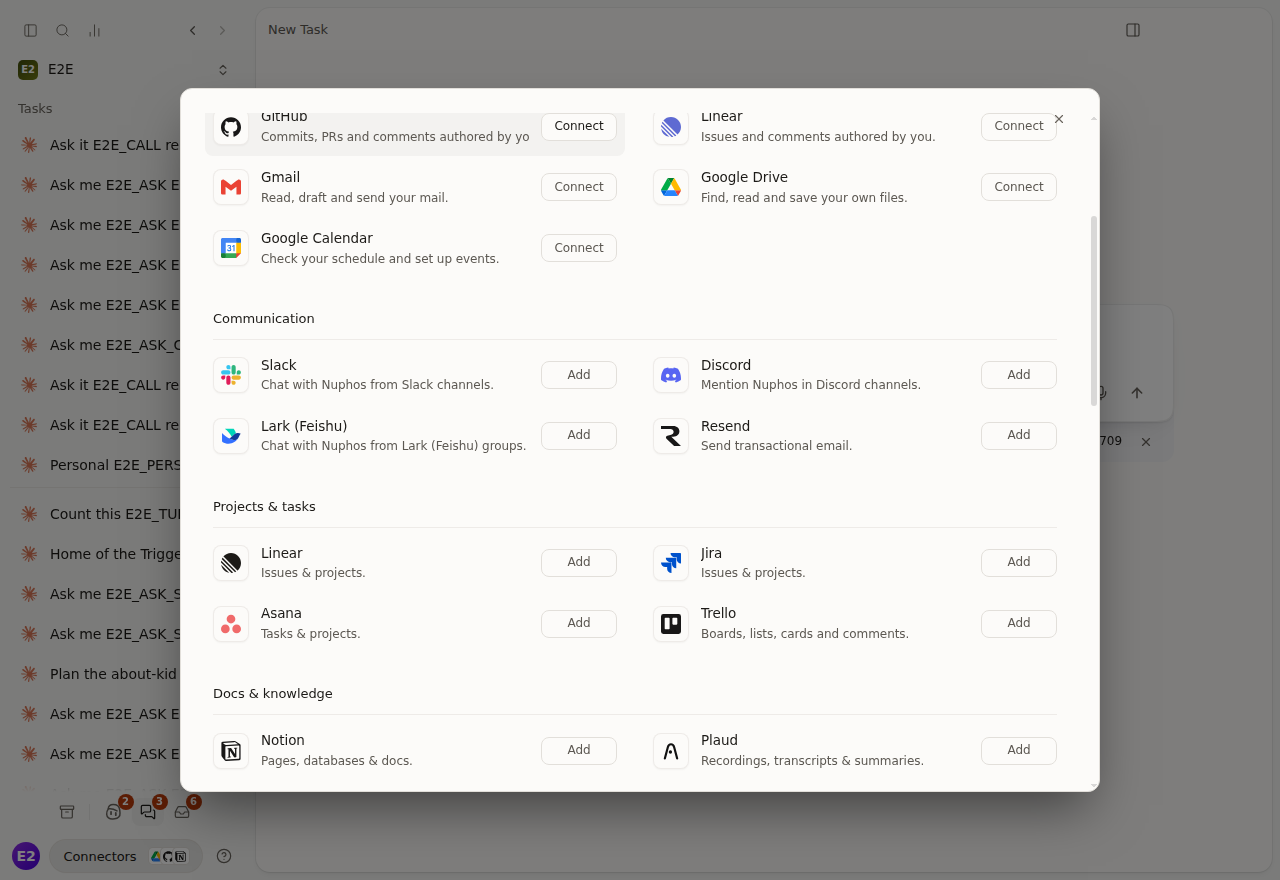 New Task
E2 E2E
Tasks
Ask it E2E_CALL re
Ask me E2E_ASK E
Ask me E2E_ASK E
Ask me E2E_ASK E
Ask me E2E_ASK E
Ask me E2E_ASK_C
Ask it E2E_CALL re
Ask it E2E_CALL re
Personal E2E_PERS
Count this E2E_TU
Home of the Trigge
Ask me E2E_ASK_S
Ask me E2E_ASK_S
Plan the about-kid
Ask me E2E_ASK E
Ask me E2E_ASK E
2 3 6
E2 Connectors
GitHub
Commits, PRs and comments authored by yo
Connect
Linear
Issues and comments authored by you.
Connect
Gmail
Read, draft and send your mail.
Connect
Google Drive
Find, read and save your own files.
Connect
31
Google Calendar
Check your schedule and set up events.
Connect
Communication
Slack
Chat with Nuphos from Slack channels.
Add
Discord
Mention Nuphos in Discord channels.
Add
Lark (Feishu)
Chat with Nuphos from Lark (Feishu) groups.
Add
Resend
Send transactional email.
Add
Projects & tasks
Linear
Issues & projects.
Add
Jira
Issues & projects.
Add
Asana
Tasks & projects.
Add
Trello
Boards, lists, cards and comments.
Add
Docs & knowledge
Notion
Pages, databases & docs.
Add
Plaud
Recordings, transcripts & summaries.
Add
709